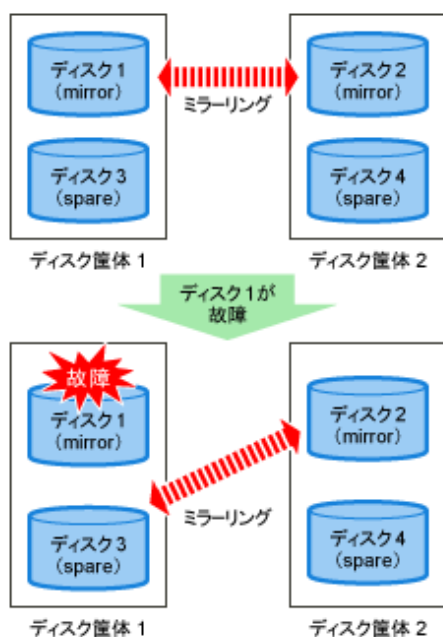 ディスク1
(mirror)
ディスク2
(mirror)
ミラーリング
ディスク3
(spare)
ディスク4
(spare)
ディスク筐体 1
ディスク筐体 2
ディスク1が
故障
故障
ディスク1
(mirror)
ディスク2
(mirror)
ミラーリング
ディスク3
(spare)
ディスク4
(spare)
ディスク筐体 1
ディスク筐体 2